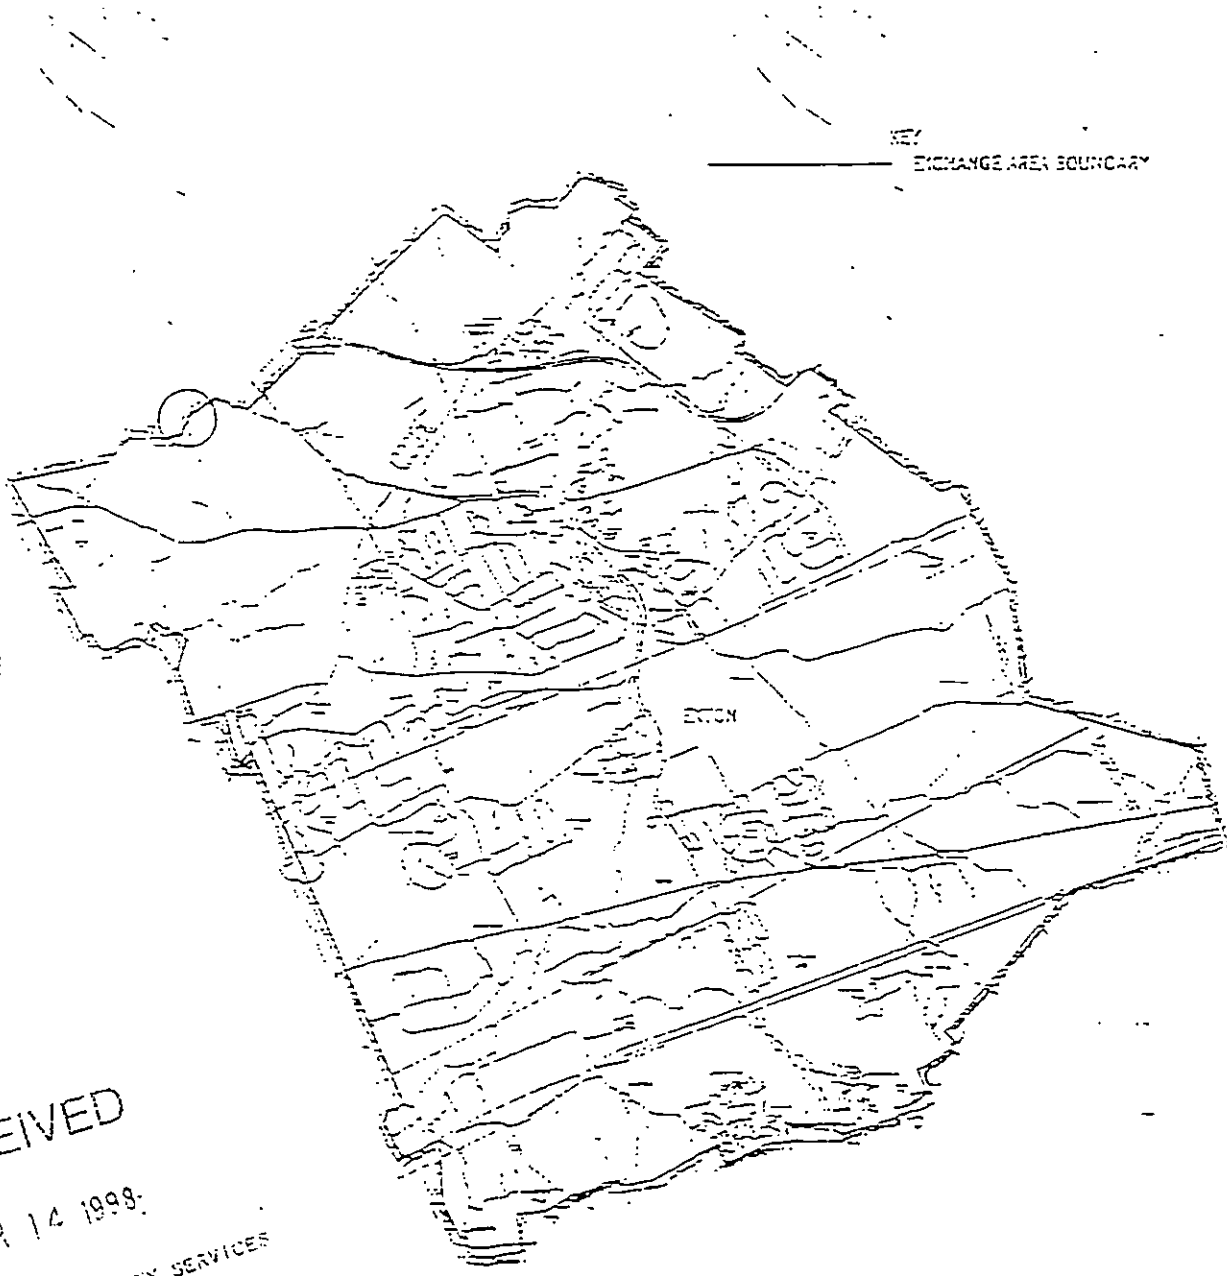 KEY
EXCHANGE AREA BOUNDARY
EXTON
EIVED
14 1998
SERVICES